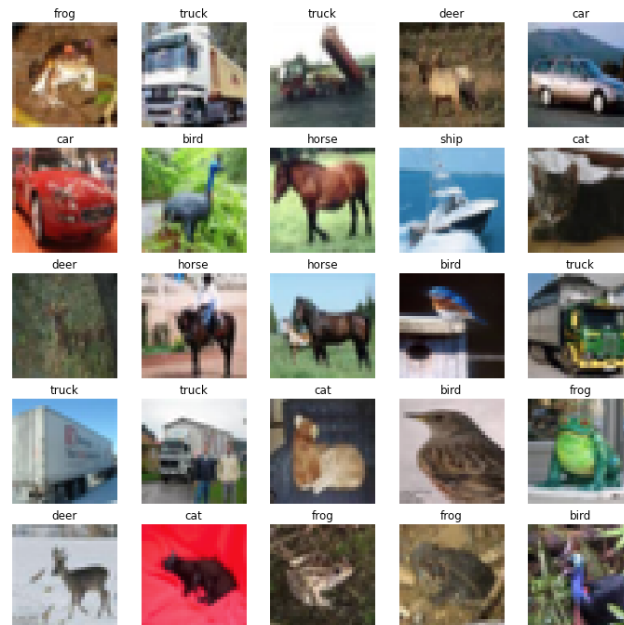 frog truck truck deer car
car bird horse ship cat
deer horse horse bird truck
truck truck cat bird frog
deer cat frog frog bird